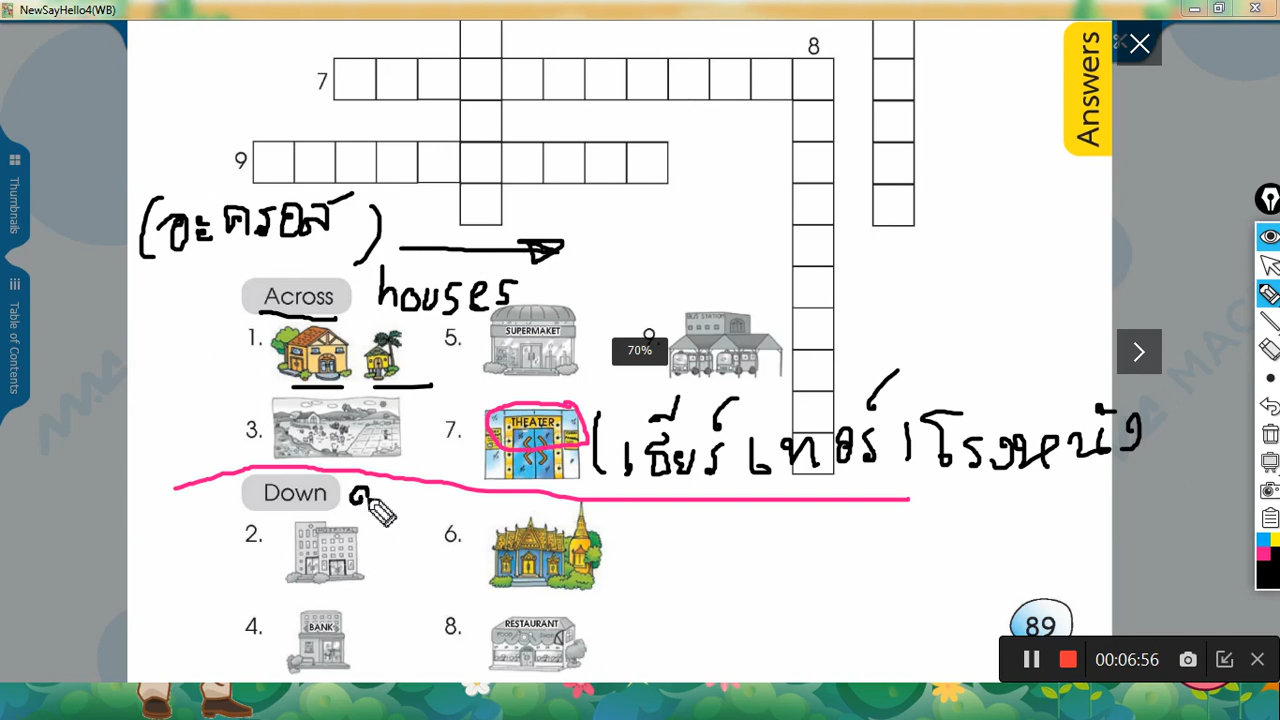 NewSayHello4(WB)
Thumbnails
Table of Contents
Answers
8
7
9
(อะครอส์)
Across
houses
1.
5.
SUPERMAKET
9.
BUS STATION
70%
3.
7.
THEATER
(เธียร์เทอร์/โรงหนัง)
Down
2.
HOSPITAL
6.
4.
BANK
8.
RESTAURANT
89
00:06:56